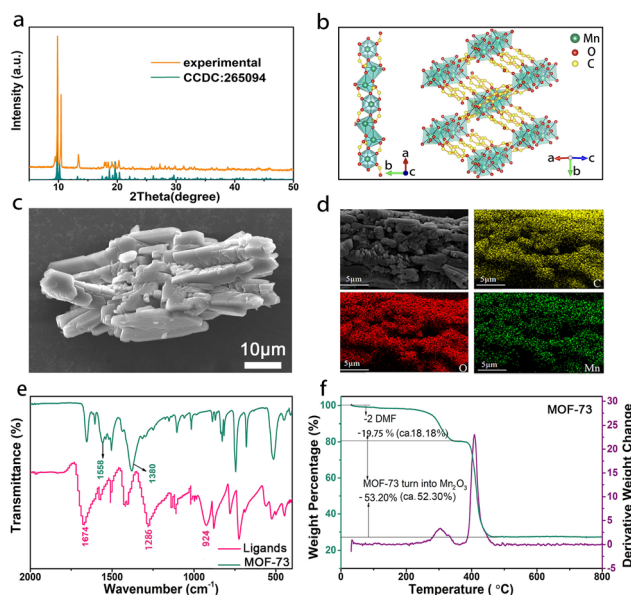 a
Intensity (a.u.)
experimental
CCDC:265094
10 20 30 40 50
2Theta(degree)
b
Mn
O
C
a
b
c
a
c
b
c
10μm
d
5μm
5μm
C
5μm
O
5μm
Mn
e
Transmittance (%)
1558
1380
1674
1286
924
Ligands
MOF-73
2000 1500 1000 500
Wavenumber (cm-1)
f
MOF-73
Weight Percentage (%)
100
80
60
40
20
-2 DMF
-19.75 % (ca.18.18%)
MOF-73 turn into Mn2O3
- 53.20% (ca.52.30%)
30
25
20
15
10
5
0
-5
Derivative Weight Change
0 200 400 600 800
Temperature ( °C)